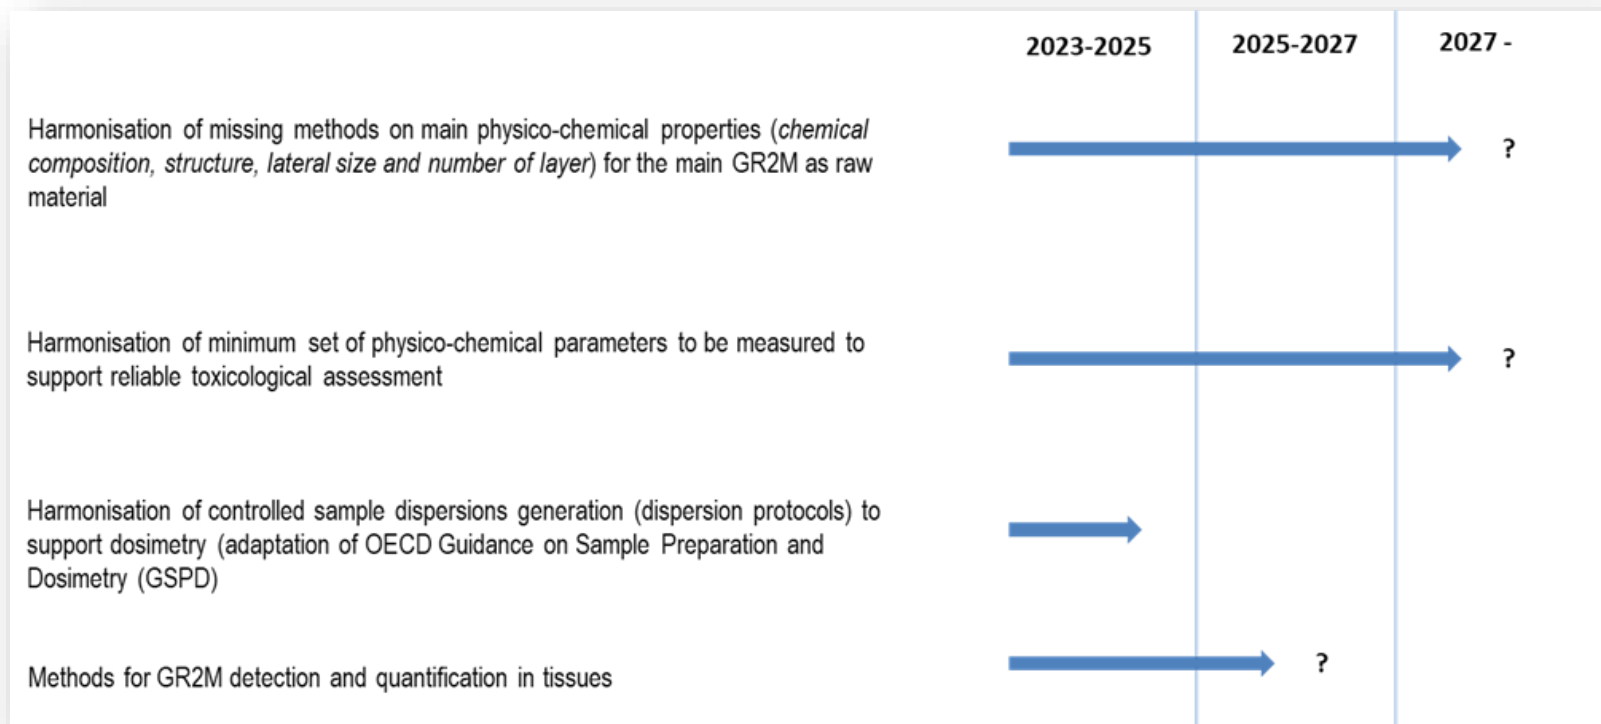 2023-2025 2025-2027 2027 -
Harmonisation of missing methods on main physico-chemical properties (chemical
composition, structure, lateral size and number of layer) for the main GR2M as raw
material
?
Harmonisation of minimum set of physico-chemical parameters to be measured to
support reliable toxicological assessment
?
Harmonisation of controlled sample dispersions generation (dispersion protocols) to
support dosimetry (adaptation of OECD Guidance on Sample Preparation and
Dosimetry (GSPD)
Methods for GR2M detection and quantification in tissues
?